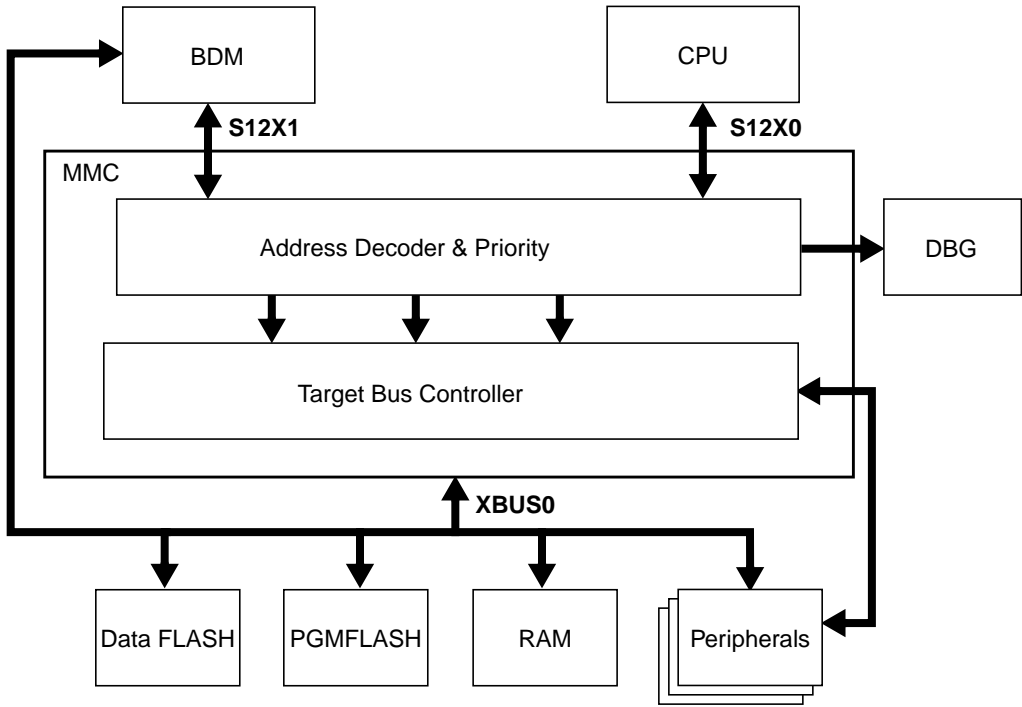 BDM
CPU
S12X1
S12X0
MMC
Address Decoder & Priority
DBG
Target Bus Controller
XBUS0
Data FLASH
PGMFLASH
RAM
Peripherals